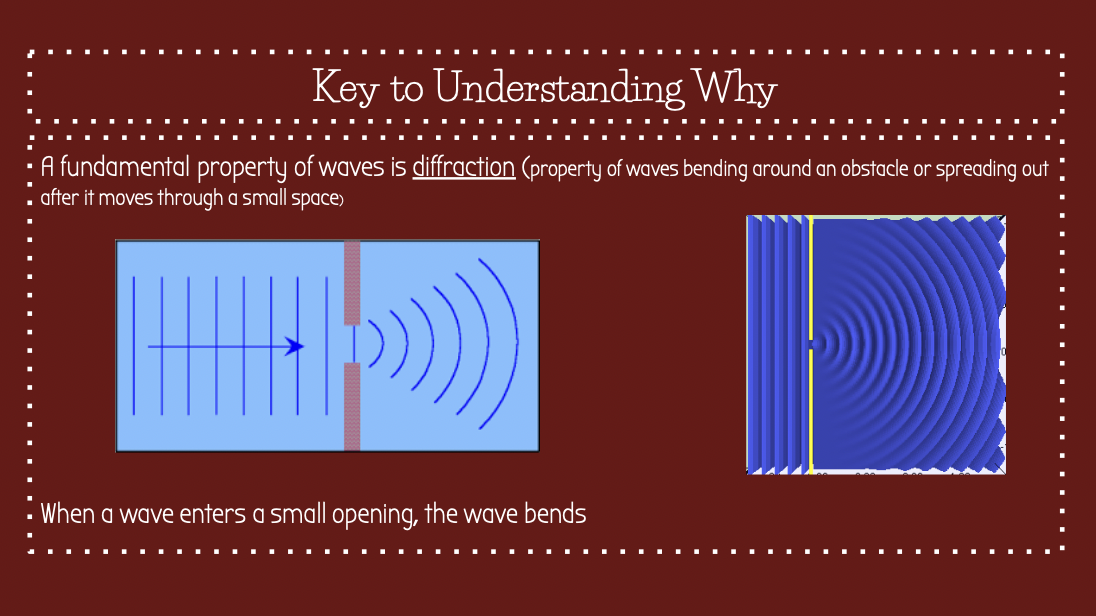 Key to Understanding Why
A fundamental property of waves is diffraction (property of waves bending around an obstacle or spreading out
after it moves through a small space)
When a wave enters a small opening, the wave bends